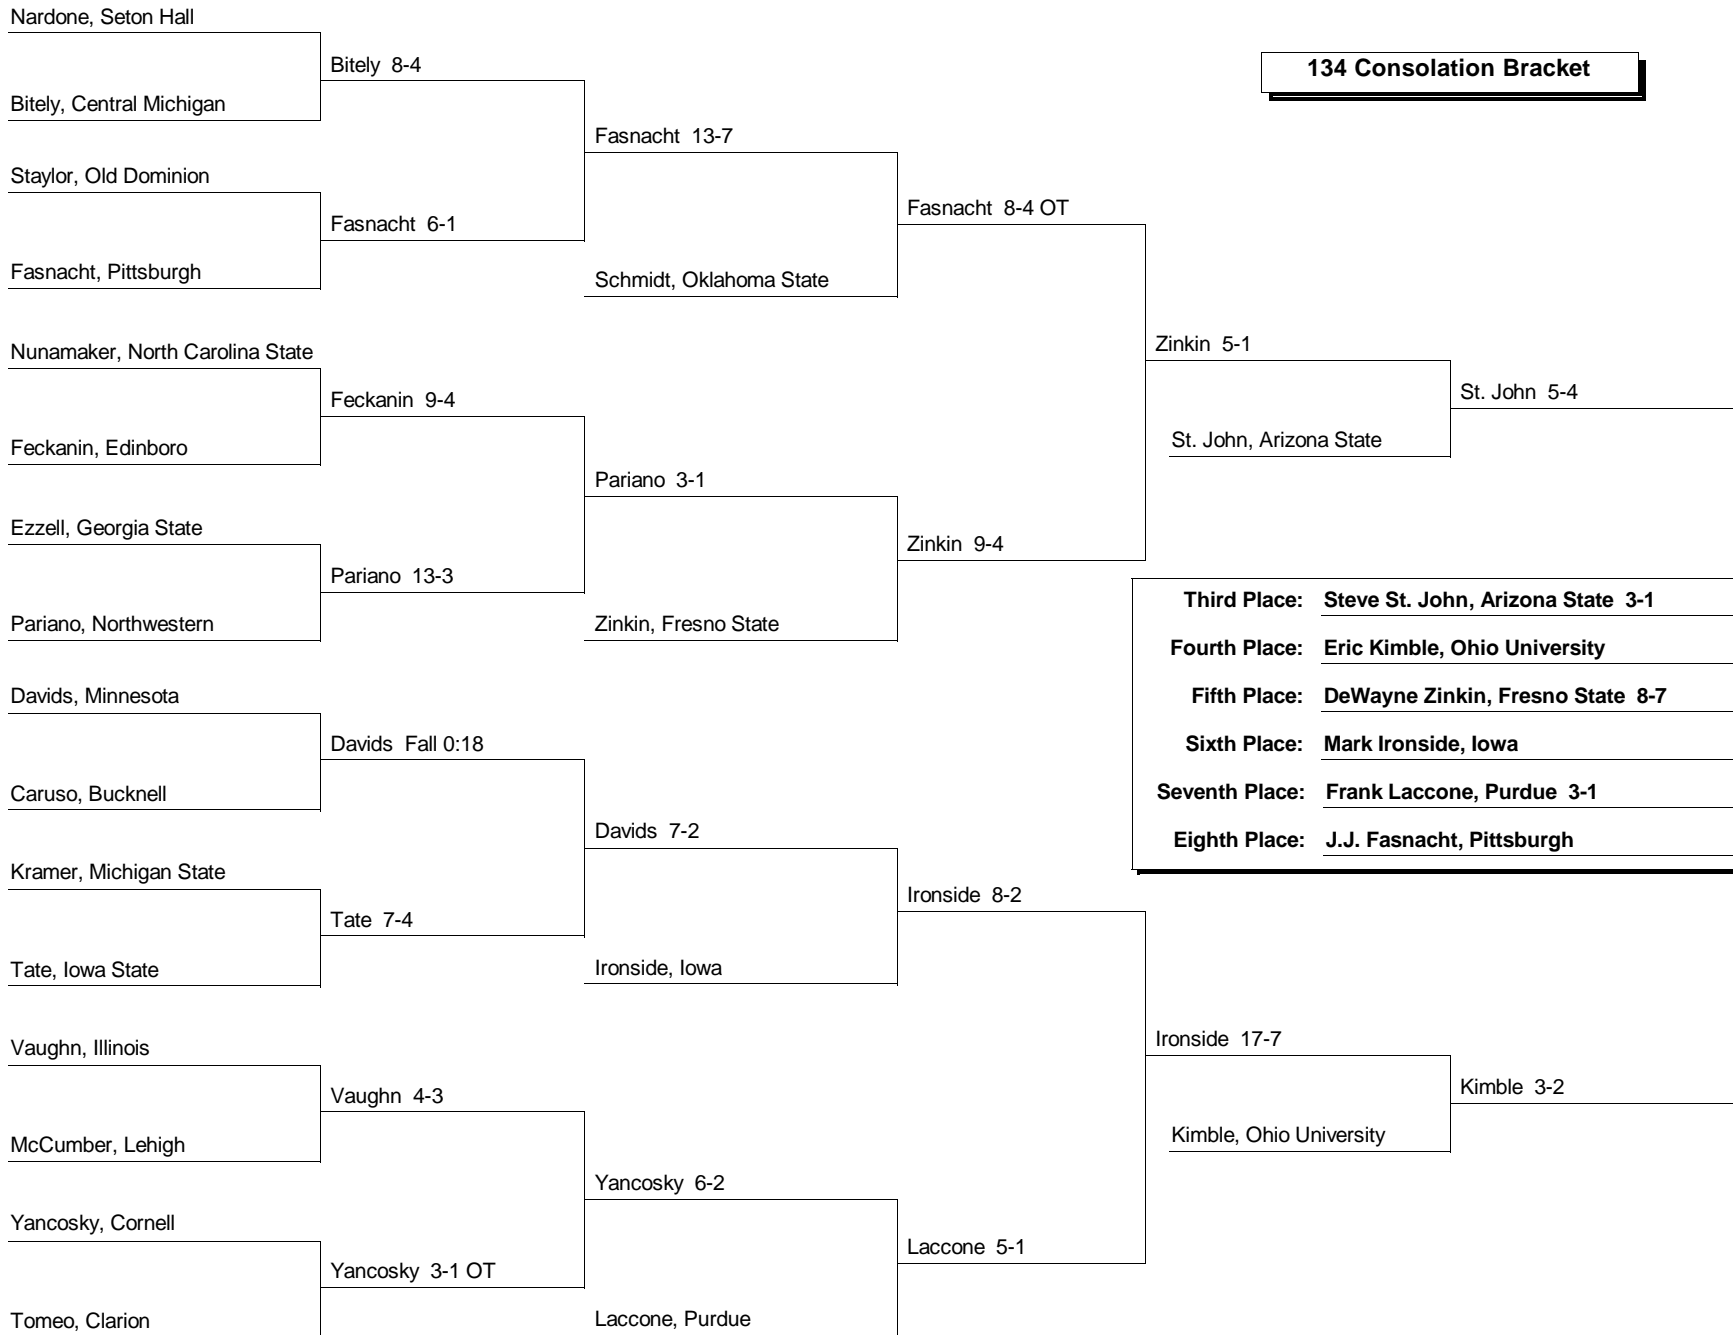 134 Consolation Bracket
Nardone, Seton Hall
Bitely, Central Michigan
Staylor, Old Dominion
Fasnacht, Pittsburgh
Nunamaker, North Carolina State
Feckanin, Edinboro
Ezzell, Georgia State
Pariano, Northwestern
Davids, Minnesota
Caruso, Bucknell
Kramer, Michigan State
Tate, Iowa State
Vaughn, Illinois
McCumber, Lehigh
Yancosky, Cornell
Tomeo, Clarion
Bitely 8-4
Fasnacht 6-1
Feckanin 9-4
Pariano 13-3
Davids Fall 0:18
Tate 7-4
Vaughn 4-3
Yancosky 3-1 OT
Fasnacht 13-7
Schmidt, Oklahoma State
Pariano 3-1
Zinkin, Fresno State
Davids 7-2
Ironside, Iowa
Yancosky 6-2
Laccone, Purdue
Fasnacht 8-4 OT
Zinkin 9-4
Ironside 8-2
Laccone 5-1
Zinkin 5-1
St. John, Arizona State
Ironside 17-7
Kimble, Ohio University
St. John 5-4
Kimble 3-2
Third Place: Steve St. John, Arizona State 3-1
Fourth Place: Eric Kimble, Ohio University
Fifth Place: DeWayne Zinkin, Fresno State 8-7
Sixth Place: Mark Ironside, Iowa
Seventh Place: Frank Laccone, Purdue 3-1
Eighth Place: J.J. Fasnacht, Pittsburgh